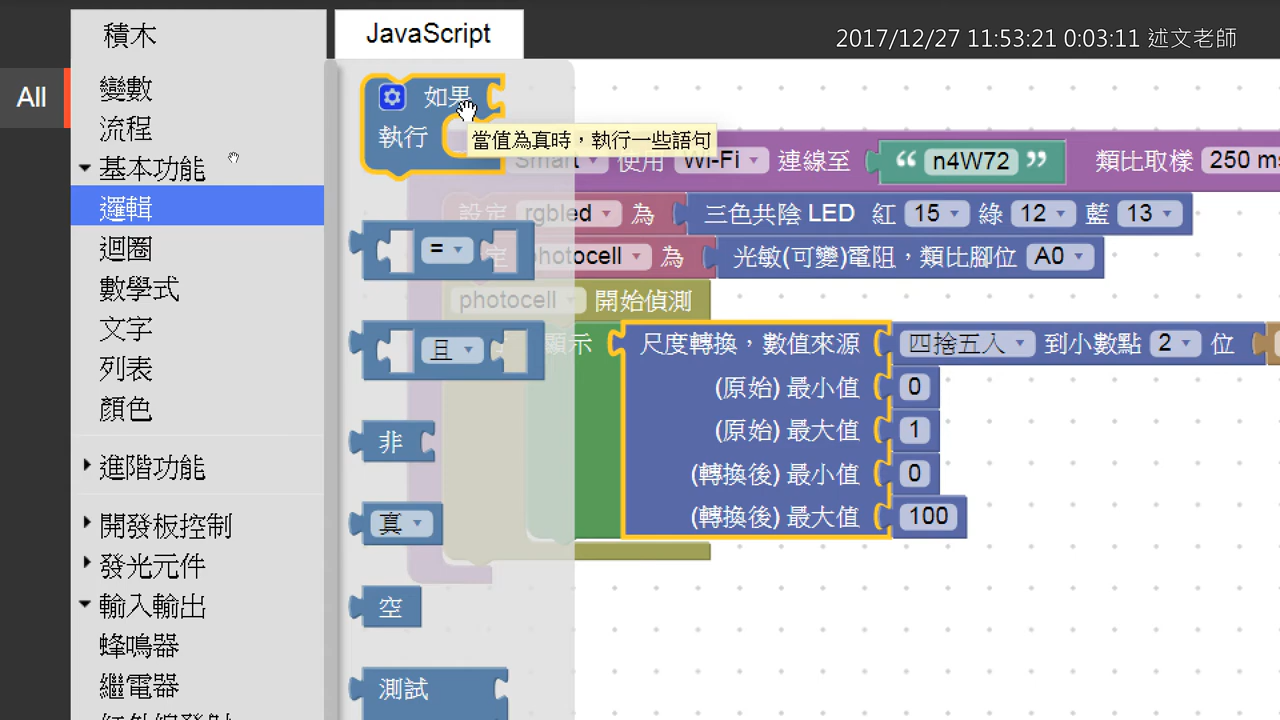 積木
JavaScript
2017/12/27 11:53:21 0:03:11 述文老師
All
變數
流程
基本功能
邏輯
迴圈
數學式
文字
列表
顏色
進階功能
開發板控制
發光元件
輸入輸出
蜂鳴器
繼電器
如果
執行
當值為真時，執行一些語句
=
且
非
真
空
測試
Smart 使用 Wi-Fi 連線至 “ n4W72 ” 類比取樣 250 ms
設定 rgbled 為 三色共陰 LED 紅 15 綠 12 藍 13
定 photocell 為 光敏(可變)電阻，類比腳位 A0
photocell 開始偵測
顯示 尺度轉換，數值來源 四捨五入 到小數點 2 位
(原始) 最小值 0
(原始) 最大值 1
(轉換後) 最小值 0
(轉換後) 最大值 100